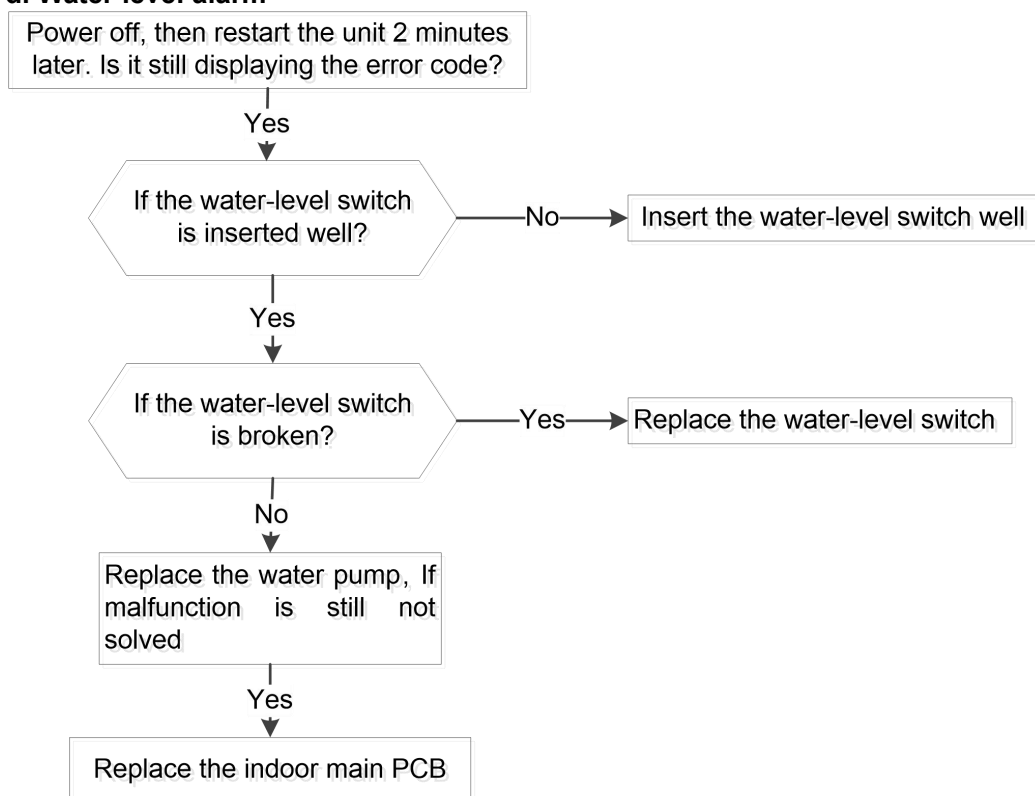 d. Water-level alarm
Power off, then restart the unit 2 minutes
later. Is it still displaying the error code?
Yes
If the water-level switch
is inserted well?
No
Insert the water-level switch well
Yes
If the water-level switch
is broken?
Yes
Replace the water-level switch
No
Replace the water pump, If
malfunction is still not
solved
Yes
Replace the indoor main PCB